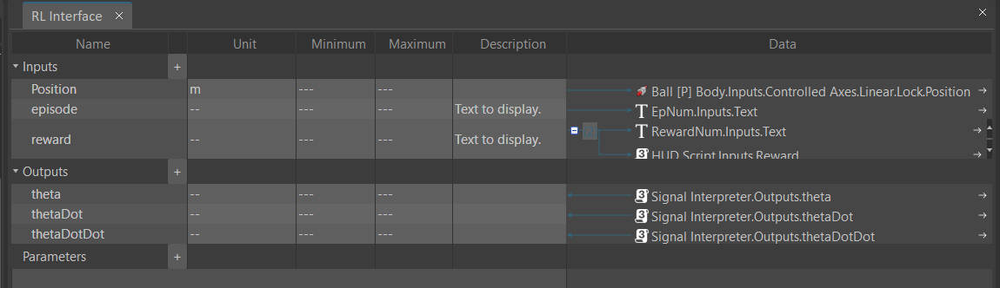 RL Interface
Name Unit Minimum Maximum Description Data
Inputs +
Position m --- --- Ball [P] Body.Inputs.Controlled Axes.Linear.Lock.Position
episode -- --- --- Text to display. EpNum.Inputs.Text
reward -- --- --- Text to display. RewardNum.Inputs.Text
HUD Script.Inputs.Reward
Outputs +
theta -- --- --- Signal Interpreter.Outputs.theta
thetaDot -- --- --- Signal Interpreter.Outputs.thetaDot
thetaDotDot -- --- --- Signal Interpreter.Outputs.thetaDotDot
Parameters +